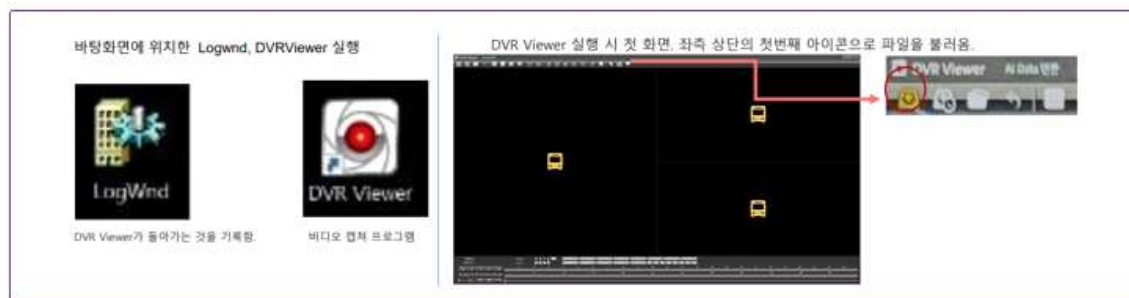 바탕화면에 위치한 Logwnd, DVRViewer 실행
LogWnd
DVR Viewer
DVR Viewer가 돌아가는 것을 기록함.
비디오 캡쳐 프로그램
DVR Viewer 실행 시 첫 화면. 좌측 상단의 첫번째 아이콘으로 파일을 불러옴.
DVR Viewer